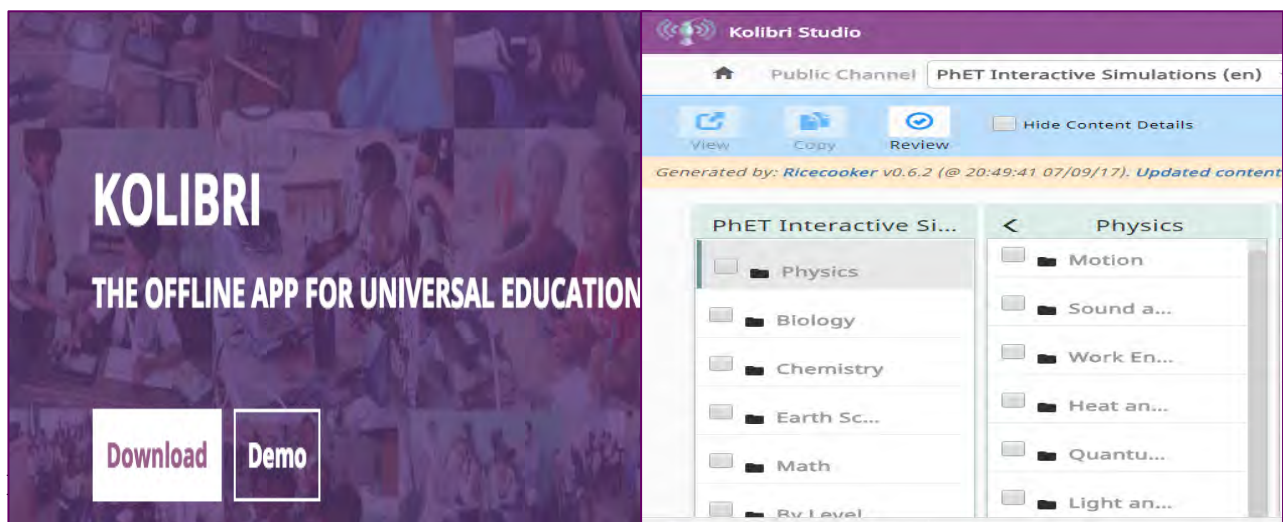 KOLIBRI
THE OFFLINE APP FOR UNIVERSAL EDUCATION
Download
Demo
Kolibri Studio
Public Channel PhET Interactive Simulations (en)
View Copy Review Hide Content Details
Generated by: Ricecooker v0.6.2 (@ 20:49:41 07/09/17). Updated content
PhET Interactive Si...
Physics
Biology
Chemistry
Earth Sc...
Math
By Level
< Physics
Motion
Sound a...
Work En...
Heat an...
Quantu...
Light an...